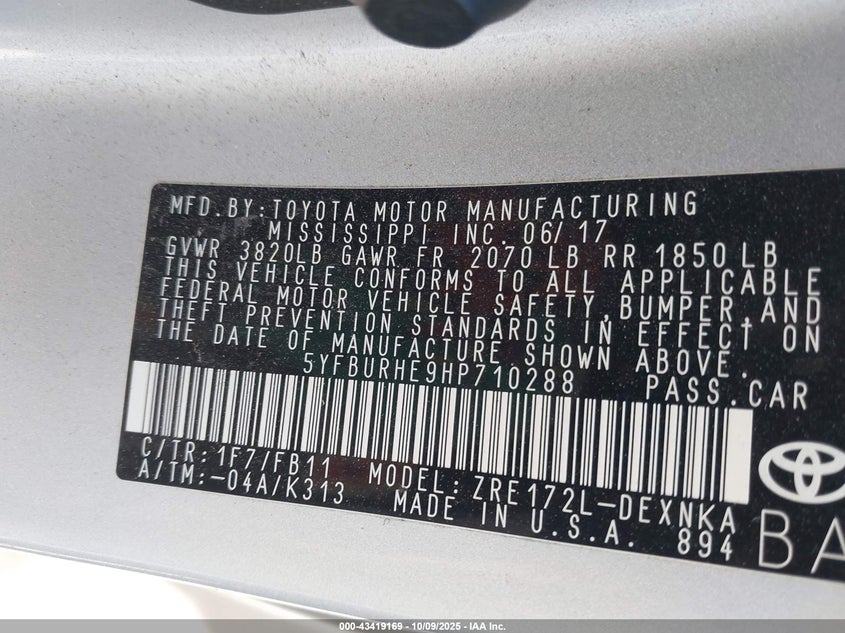 MFD.BY:TOYOTA MOTOR MANUFACTURING
MISSISSIPPI INC. 06/17
GVWR 3820LB GAWR FR 2070 LB RR 1850 LB
THIS VEHICLE CONFORMS TO ALL APPLICABLE
FEDERAL MOTOR VEHICLE SAFETY,BUMPER,AND
THEFT PREVENTION STANDARDS IN EFFECT ON
THE DATE OF MANUFACTURE SHOWN ABOVE.
5YFBURHE9HP710288 PASS.CAR
C/TR:1F7/FB11 MODEL:ZRE172L-DEXNKA
A/TM:-04A/K313 MADE IN U.S.A. 894
BA
000-43419169 - 10/09/2025 - IAA Inc.